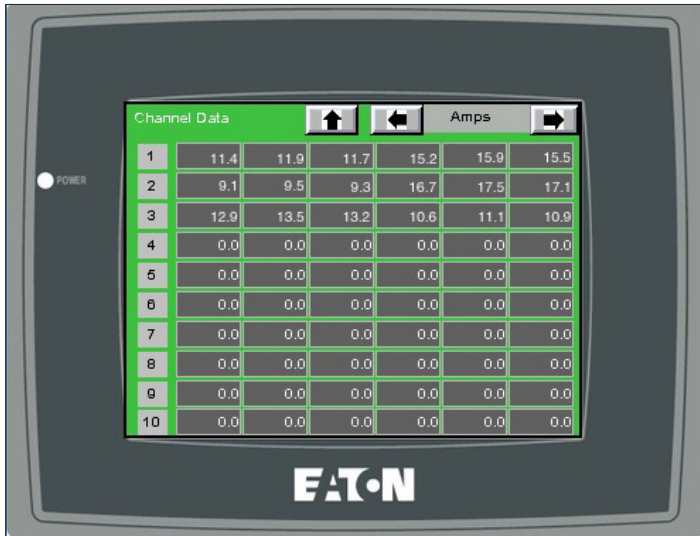 Channel Data Amps
1 11.4 11.9 11.7 15.2 15.9 15.5
2 9.1 9.5 9.3 16.7 17.5 17.1
3 12.9 13.5 13.2 10.6 11.1 10.9
4 0.0 0.0 0.0 0.0 0.0 0.0
5 0.0 0.0 0.0 0.0 0.0 0.0
6 0.0 0.0 0.0 0.0 0.0 0.0
7 0.0 0.0 0.0 0.0 0.0 0.0
8 0.0 0.0 0.0 0.0 0.0 0.0
9 0.0 0.0 0.0 0.0 0.0 0.0
10 0.0 0.0 0.0 0.0 0.0 0.0
POWER
EATON